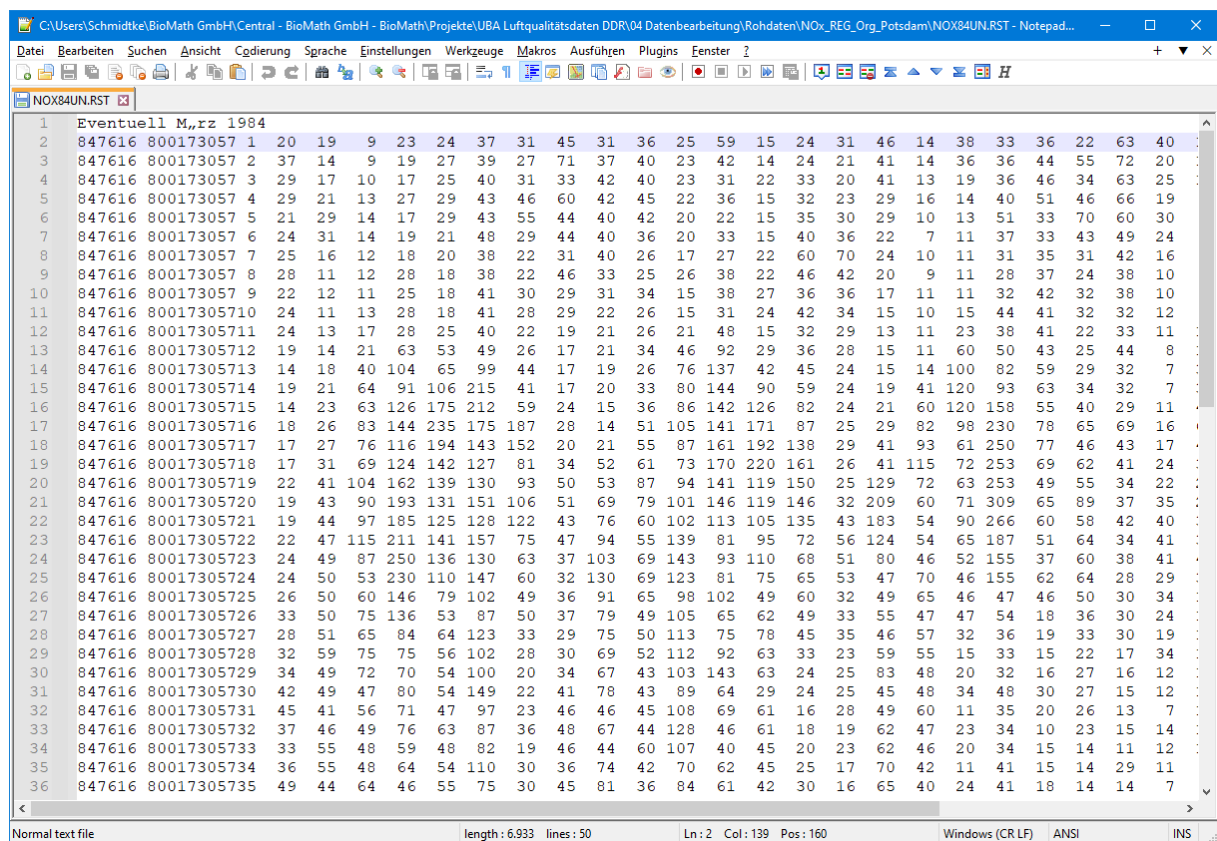 C:\Users\Schmidtke\BioMath GmbH\Central - BioMath GmbH - BioMath\Projekte\UBA Luftqualitätsdaten DDR\04 Datenbearbeitung\Rohdaten\NOx_REG_Org_Potsdam\NOX84UN.RST - Notepad...
Datei Bearbeiten Suchen Ansicht Codierung Sprache Einstellungen Werkzeuge Makros Ausführen Plugins Fenster ? + ▼ X
NOX84UN.RST
1 Eventuell M„rz 1984
2 847616 800173057 1 20 19 9 23 24 37 31 45 31 36 25 59 15 24 31 46 14 38 33 36 22 63 40
3 847616 800173057 2 37 14 9 19 27 39 27 71 37 40 23 42 14 24 21 41 14 36 36 44 55 72 20
4 847616 800173057 3 29 17 10 17 25 40 31 33 42 40 23 31 22 33 20 41 13 19 36 46 34 63 25
5 847616 800173057 4 29 21 13 27 29 43 46 60 42 45 22 36 15 32 23 29 16 14 40 51 46 66 19
6 847616 800173057 5 21 29 14 17 29 43 55 44 40 42 20 22 15 35 30 29 10 13 51 33 70 60 30
7 847616 800173057 6 24 31 14 19 21 48 29 44 40 36 20 33 15 40 36 22 7 11 37 33 43 49 24
8 847616 800173057 7 25 16 12 18 20 38 22 31 40 26 17 27 22 60 70 24 10 11 31 35 31 42 16
9 847616 800173057 8 28 11 12 28 18 38 22 46 33 25 26 38 22 46 42 20 9 11 28 37 24 38 10
10 847616 800173057 9 22 12 11 25 18 41 30 29 31 34 15 38 27 36 36 17 11 11 32 42 32 38 10
11 847616 80017305710 24 11 13 28 18 41 28 29 22 26 15 31 24 42 34 15 10 15 44 41 32 32 12
12 847616 80017305711 24 13 17 28 25 40 22 19 21 26 21 48 15 32 29 13 11 23 38 41 22 33 11
13 847616 80017305712 19 14 21 63 53 49 26 17 21 34 46 92 29 36 28 15 11 60 50 43 25 44 8
14 847616 80017305713 14 18 40 104 65 99 44 17 19 26 76 137 42 45 24 15 14 100 82 59 29 32 7
15 847616 80017305714 19 21 64 91 106 215 41 17 20 33 80 144 90 59 24 19 41 120 93 63 34 32 7
16 847616 80017305715 14 23 63 126 175 212 59 24 15 36 86 142 126 82 24 21 60 120 158 55 40 29 11
17 847616 80017305716 18 26 83 144 235 175 187 28 14 51 105 141 171 87 25 29 82 98 230 78 65 69 16
18 847616 80017305717 17 27 76 116 194 143 152 20 21 55 87 161 192 138 29 41 93 61 250 77 46 43 17
19 847616 80017305718 17 31 69 124 142 127 81 34 52 61 73 170 220 161 26 41 115 72 253 69 62 41 24
20 847616 80017305719 22 41 104 162 139 130 93 50 53 87 94 141 119 150 25 129 72 63 253 49 55 34 22
21 847616 80017305720 19 43 90 193 131 151 106 51 69 79 101 146 119 146 32 209 60 71 309 65 89 37 35
22 847616 80017305721 19 44 97 185 125 128 122 43 76 60 102 113 105 135 43 183 54 90 266 60 58 42 40
23 847616 80017305722 22 47 115 211 141 157 75 47 94 55 139 81 95 72 56 124 54 65 187 51 64 34 41
24 847616 80017305723 24 49 87 250 136 130 63 37 103 69 143 93 110 68 51 80 46 52 155 37 60 38 41
25 847616 80017305724 24 50 53 230 110 147 60 32 130 69 123 81 75 65 53 47 70 46 155 62 64 28 29
26 847616 80017305725 26 50 60 146 79 102 49 36 91 65 98 102 49 60 32 49 65 46 47 46 50 30 34
27 847616 80017305726 33 50 75 136 53 87 50 37 79 49 105 65 62 49 33 55 47 47 54 18 36 30 24
28 847616 80017305727 28 51 65 84 64 123 33 29 75 50 113 75 78 45 35 46 57 32 36 19 33 30 19
29 847616 80017305728 32 59 75 75 56 102 28 30 69 52 112 92 63 33 23 59 55 15 33 15 22 17 34
30 847616 80017305729 34 49 72 70 54 100 20 34 67 43 103 143 63 24 25 83 48 20 32 16 27 16 12
31 847616 80017305730 42 49 47 80 54 149 22 41 78 43 89 64 29 24 25 45 48 34 48 30 27 15 12
32 847616 80017305731 45 41 56 71 47 97 23 46 46 45 108 69 61 16 28 49 60 11 35 20 26 13 7
33 847616 80017305732 37 46 49 76 63 87 36 48 67 44 128 46 61 18 19 62 47 23 34 10 23 15 14
34 847616 80017305733 33 55 48 59 48 82 19 46 44 60 107 40 45 20 23 62 46 20 34 15 14 11 12
35 847616 80017305734 36 55 48 64 54 110 30 36 74 42 70 62 45 25 17 70 42 11 41 15 14 29 11
36 847616 80017305735 49 44 64 46 55 75 30 45 81 36 84 61 42 30 16 65 40 24 41 18 14 14 7
Normal text file length : 6.933 lines : 50 Ln : 2 Col : 139 Pos : 160 Windows (CR LF) ANSI INS